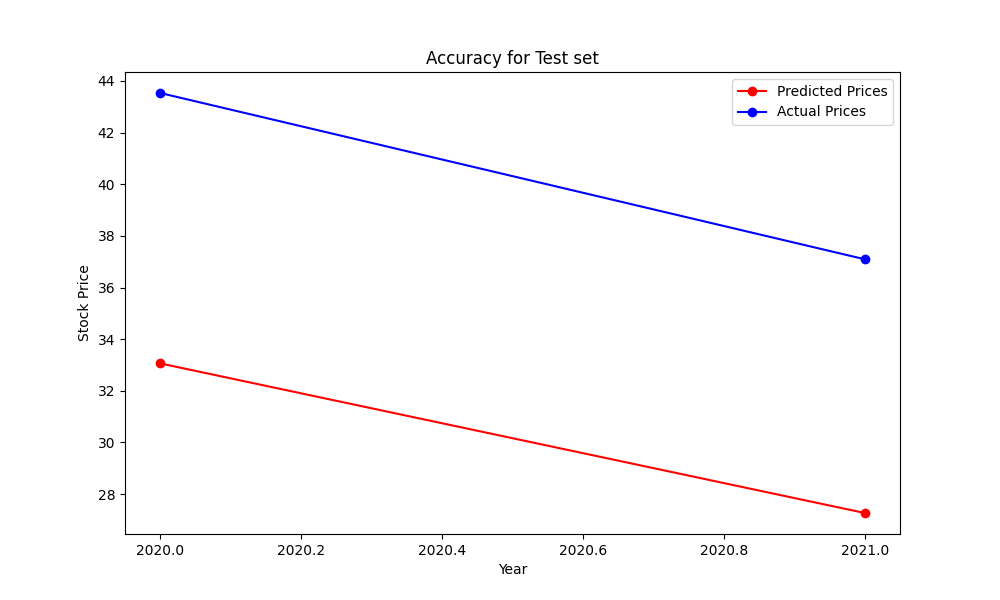 Accuracy for Test set
Predicted Prices
Actual Prices
Stock Price
44
42
40
38
36
34
32
30
28
2020.0 2020.2 2020.4 2020.6 2020.8 2021.0
Year